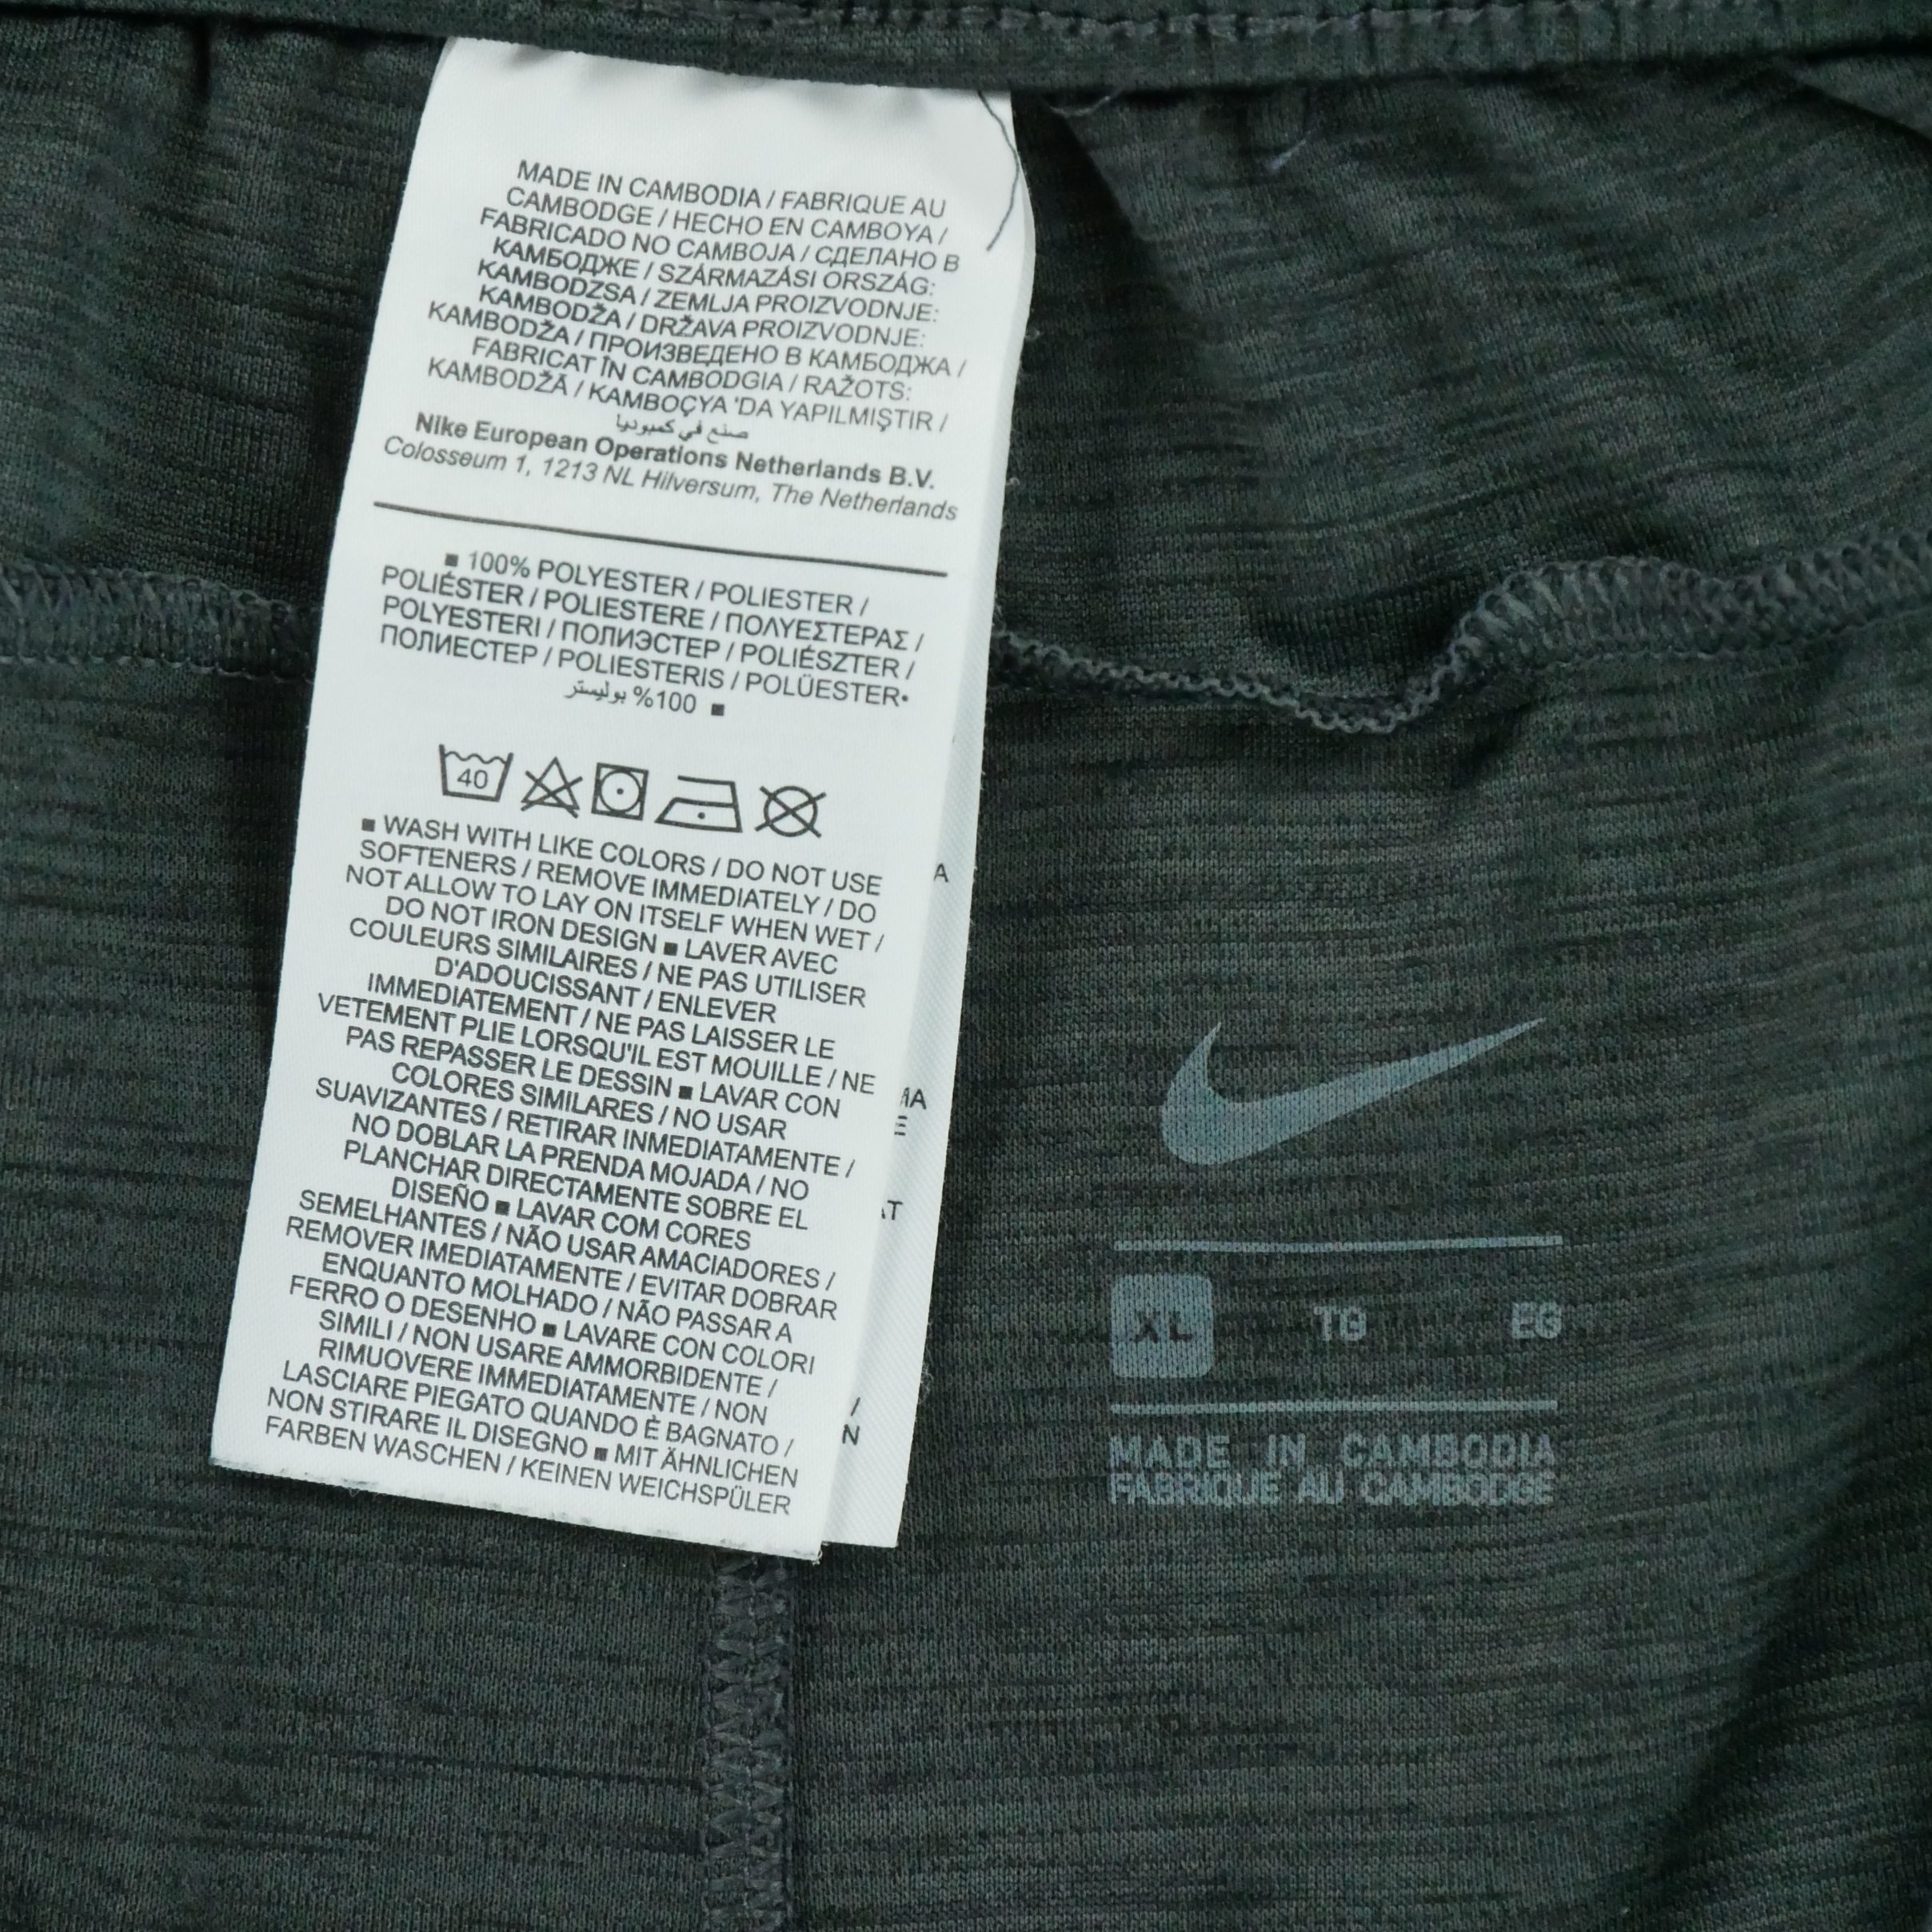 MADE IN CAMBODIA / FABRIQUE AU
CAMBODGE / HECHO EN CAMBOYA /
FABRICADO NO CAMBOJA / СДЕЛАНО В
КАМБОДЖЕ / SZÁRMAZÁSI ORSZÁG:
KAMBODZSA / ZEMLJA PROIZVODNJE:
KAMBODŽA / DRŽAVA PROIZVODNJE:
KAMBODŽA / ПРОИЗВЕДЕНО В КАМБОДЖА /
FABRICAT ÎN CAMBODGIA / RAŽOTS:
KAMBODŽĀ / KAMBOÇYA 'DA YAPILMIŞTIR /
صنع في كمبوديا
Nike European Operations Netherlands B.V.
Colosseum 1, 1213 NL Hilversum, The Netherlands
■ 100% POLYESTER / POLIESTER /
POLIÉSTER / POLIESTERE / ΠΟΛΥΕΣΤΕΡΑΣ /
POLYESTERI / ПОЛИЭСТЕР / POLIÉSZTER /
ПОЛИЕСТЕР / POLIESTERIS / POLÜESTER•
100% بوليستر ■
40
■ WASH WITH LIKE COLORS / DO NOT USE
SOFTENERS / REMOVE IMMEDIATELY / DO
NOT ALLOW TO LAY ON ITSELF WHEN WET /
DO NOT IRON DESIGN ■ LAVER AVEC
COULEURS SIMILAIRES / NE PAS UTILISER
D'ADOUCISSANT / ENLEVER
IMMEDIATEMENT / NE PAS LAISSER LE
VETEMENT PLIE LORSQU'IL EST MOUILLE / NE
PAS REPASSER LE DESSIN ■ LAVAR CON
COLORES SIMILARES / NO USAR
SUAVIZANTES / RETIRAR INMEDIATAMENTE /
NO DOBLAR LA PRENDA MOJADA / NO
PLANCHAR DIRECTAMENTE SOBRE EL
DISEÑO ■ LAVAR COM CORES
SEMELHANTES / NÃO USAR AMACIADORES /
REMOVER IMEDIATAMENTE / EVITAR DOBRAR
ENQUANTO MOLHADO / NÃO PASSAR A
FERRO O DESENHO ■ LAVARE CON COLORI
SIMILI / NON USARE AMMORBIDENTE /
RIMUOVERE IMMEDIATAMENTE / NON
LASCIARE PIEGATO QUANDO È BAGNATO /
NON STIRARE IL DISEGNO ■ MIT ÄHNLICHEN
FARBEN WASCHEN / KEINEN WEICHSPÜLER
XL TG EG
MADE IN CAMBODIA
FABRIQUE AU CAMBODGE